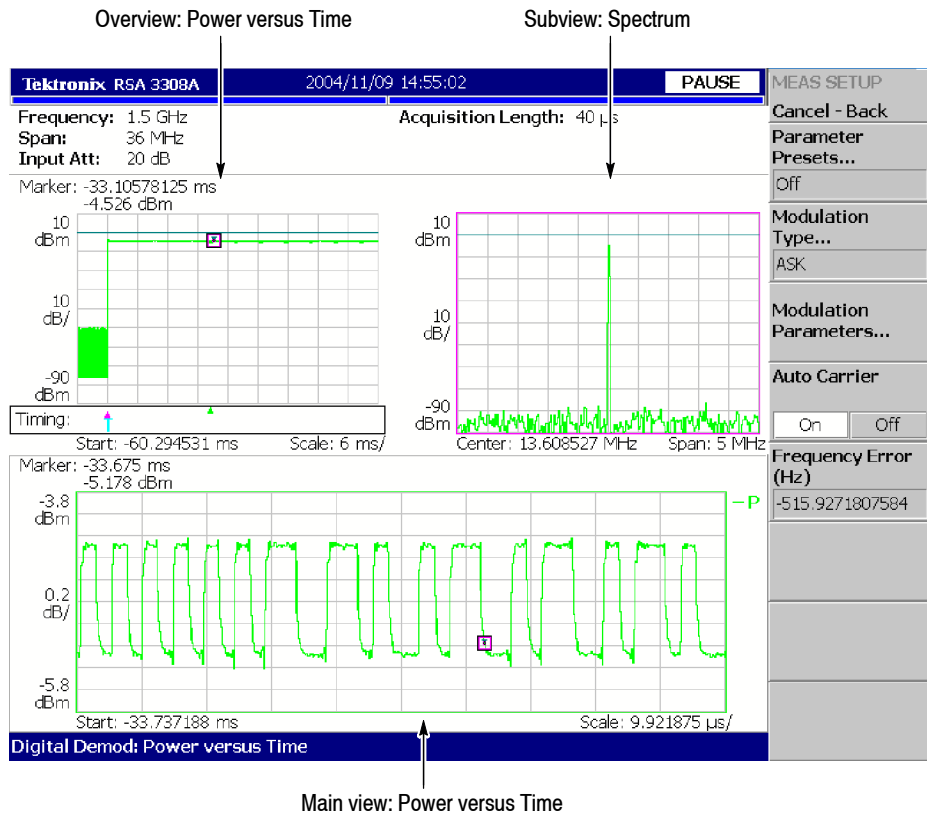 Overview: Power versus Time
Subview: Spectrum
Tektronix RSA 3308A
2004/11/09 14:55:02
PAUSE
Frequency: 1.5 GHz
Acquisition Length: 40 µs
Span: 36 MHz
Input Att: 20 dB
Marker: -33.10578125 ms
-4.526 dBm
10
dBm
10
dB/
-90
dBm
Timing:
Start: -60.294531 ms
Scale: 6 ms/
10
dBm
10
dB/
-90
dBm
Center: 13.608527 MHz
Span: 5 MHz
Marker: -33.675 ms
-5.178 dBm
-3.8
dBm
0.2
dB/
-5.8
dBm
P
Start: -33.737188 ms
Scale: 9.921875 µs/
Digital Demod: Power versus Time
MEAS SETUP
Cancel - Back
Parameter
Presets...
Off
Modulation
Type...
ASK
Modulation
Parameters...
Auto Carrier
On Off
Frequency Error
(Hz)
-515.9271807584
Main view: Power versus Time